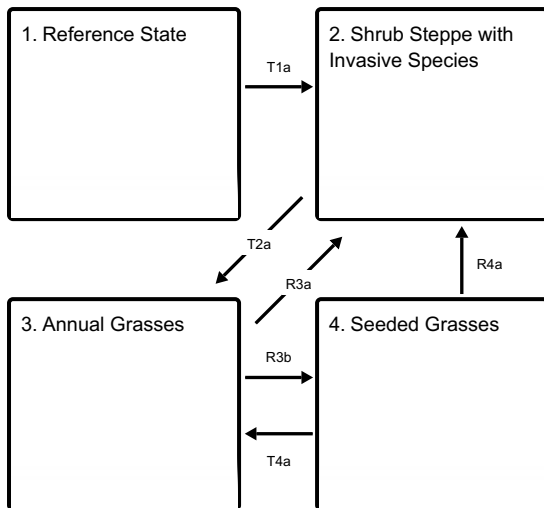 1. Reference State
2. Shrub Steppe with
Invasive Species
T1a
T2a
R3a
R4a
3. Annual Grasses
4. Seeded Grasses
R3b
T4a